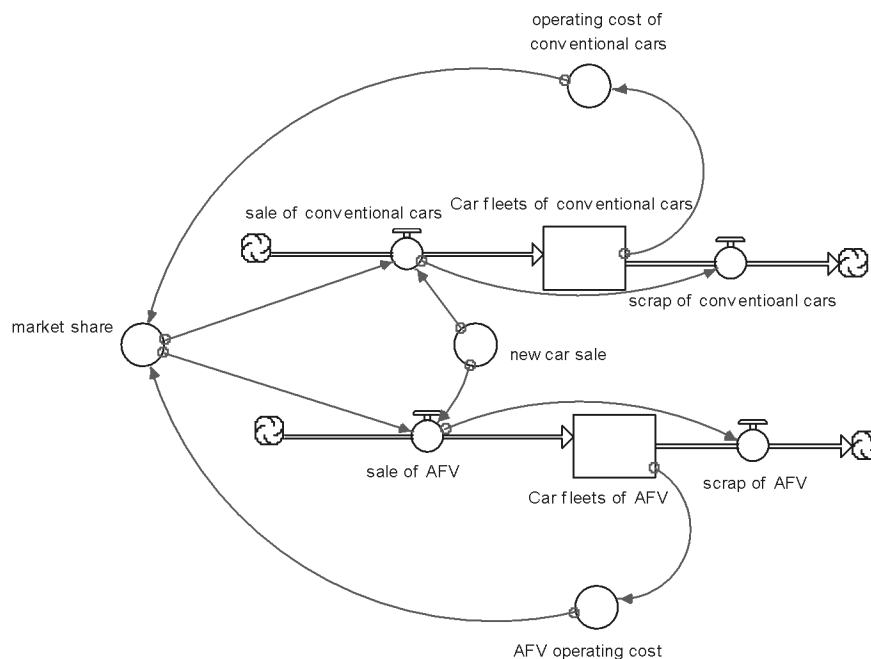 operating cost of
conventional cars
sale of conventional cars
Car fleets of conventional cars
scrap of conventioanl cars
market share
new car sale
sale of AFV
Car fleets of AFV
scrap of AFV
AFV operating cost